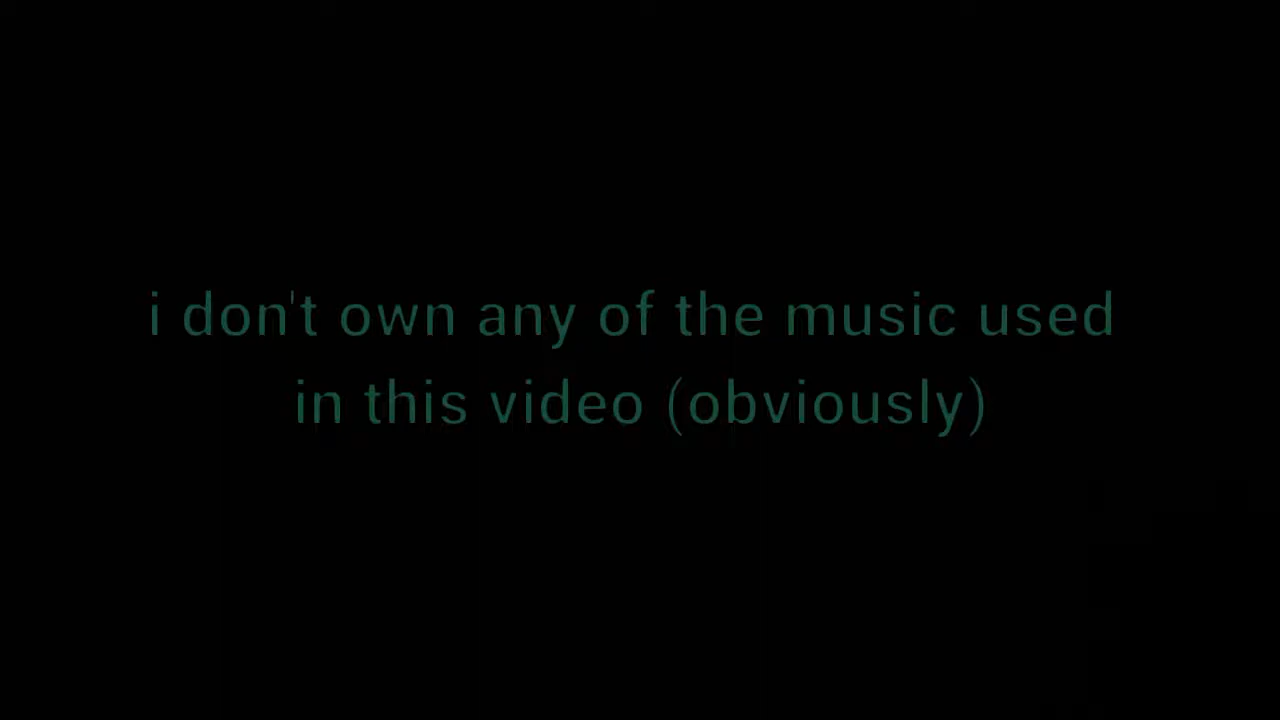 i don't own any of the music used
in this video (obviously)